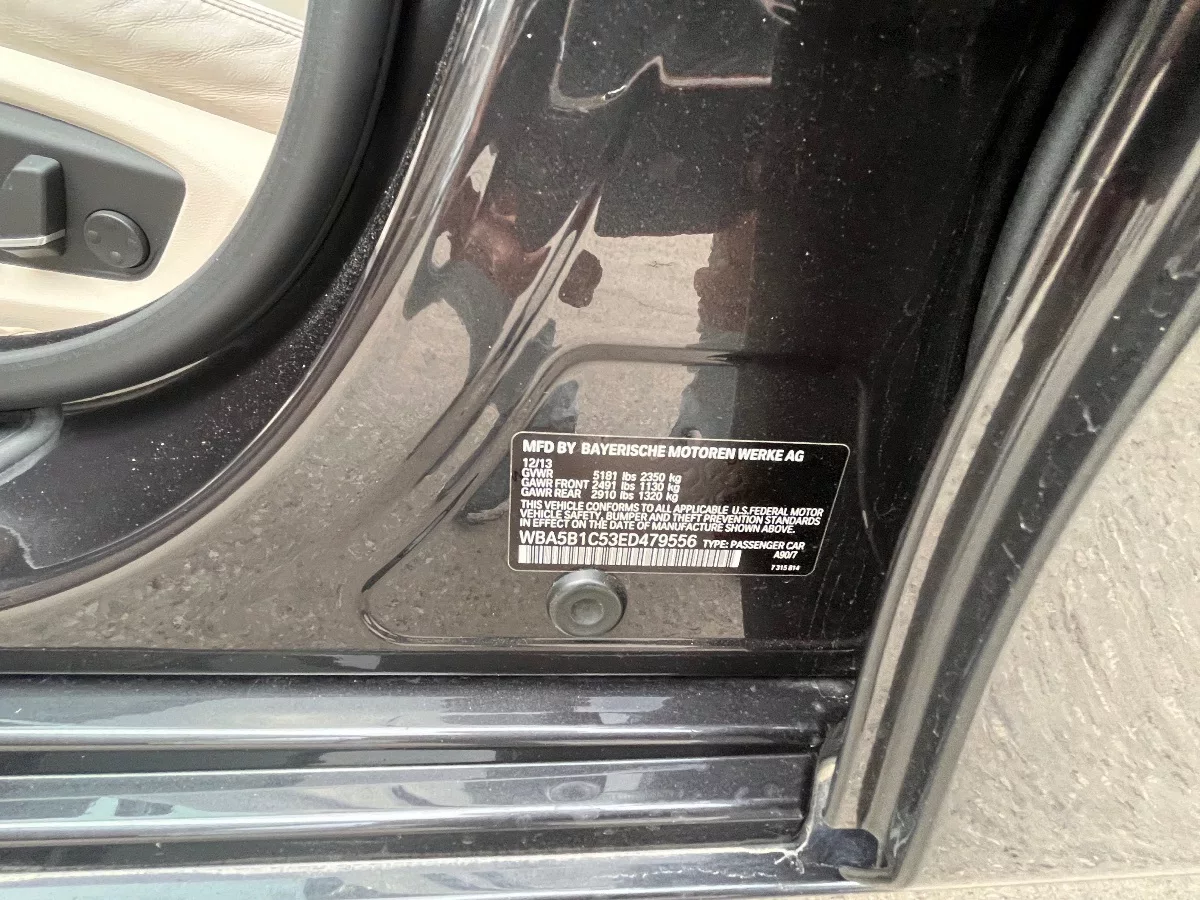 MFD BY BAYERISCHE MOTOREN WERKE AG
12/13
GVWR 5181 lbs 2350 kg
GAWR FRONT 2491 lbs 1130 kg
GAWR REAR 2910 lbs 1320 kg
THIS VEHICLE CONFORMS TO ALL APPLICABLE U.S.FEDERAL MOTOR
VEHICLE SAFETY, BUMPER AND THEFT PREVENTION STANDARDS
IN EFFECT ON THE DATE OF MANUFACTURE SHOWN ABOVE.
WBA5B1C53ED479556 TYPE: PASSENGER CAR
A90/7
7 315 814